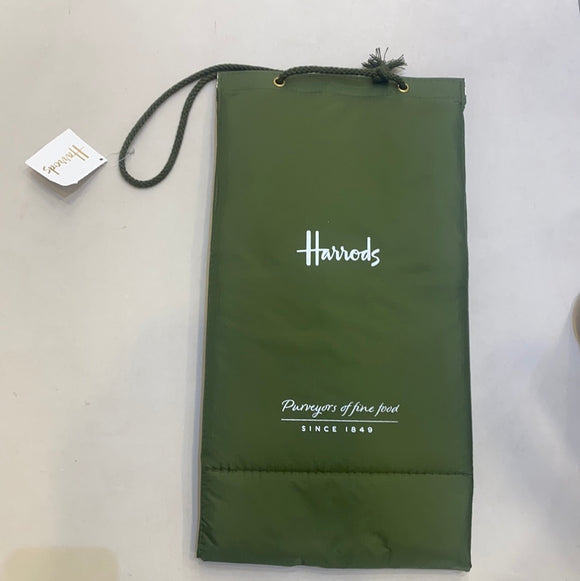 Harrods
Harrods
Purveyors of fine food
SINCE 1849